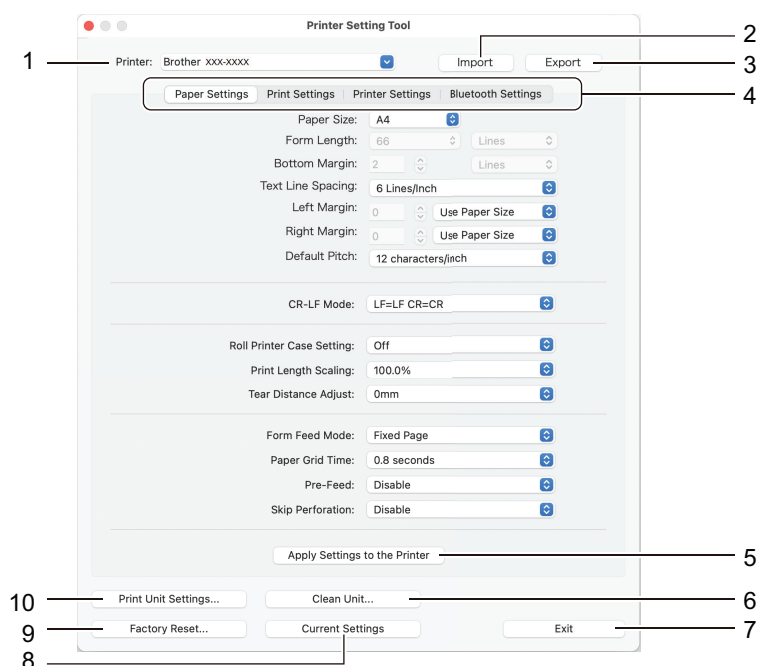 Printer Setting Tool
2
1 Printer: Brother XXX-XXXX Import Export 3
Paper Settings Print Settings Printer Settings Bluetooth Settings 4
Paper Size: A4
Form Length: 66 Lines
Bottom Margin: 2 Lines
Text Line Spacing: 6 Lines/Inch
Left Margin: 0 Use Paper Size
Right Margin: 0 Use Paper Size
Default Pitch: 12 characters/inch
CR-LF Mode: LF=LF CR=CR
Roll Printer Case Setting: Off
Print Length Scaling: 100.0%
Tear Distance Adjust: 0mm
Form Feed Mode: Fixed Page
Paper Grid Time: 0.8 seconds
Pre-Feed: Disable
Skip Perforation: Disable
Apply Settings to the Printer 5
10 Print Unit Settings... Clean Unit... 6
9 Factory Reset... Current Settings Exit 7
8